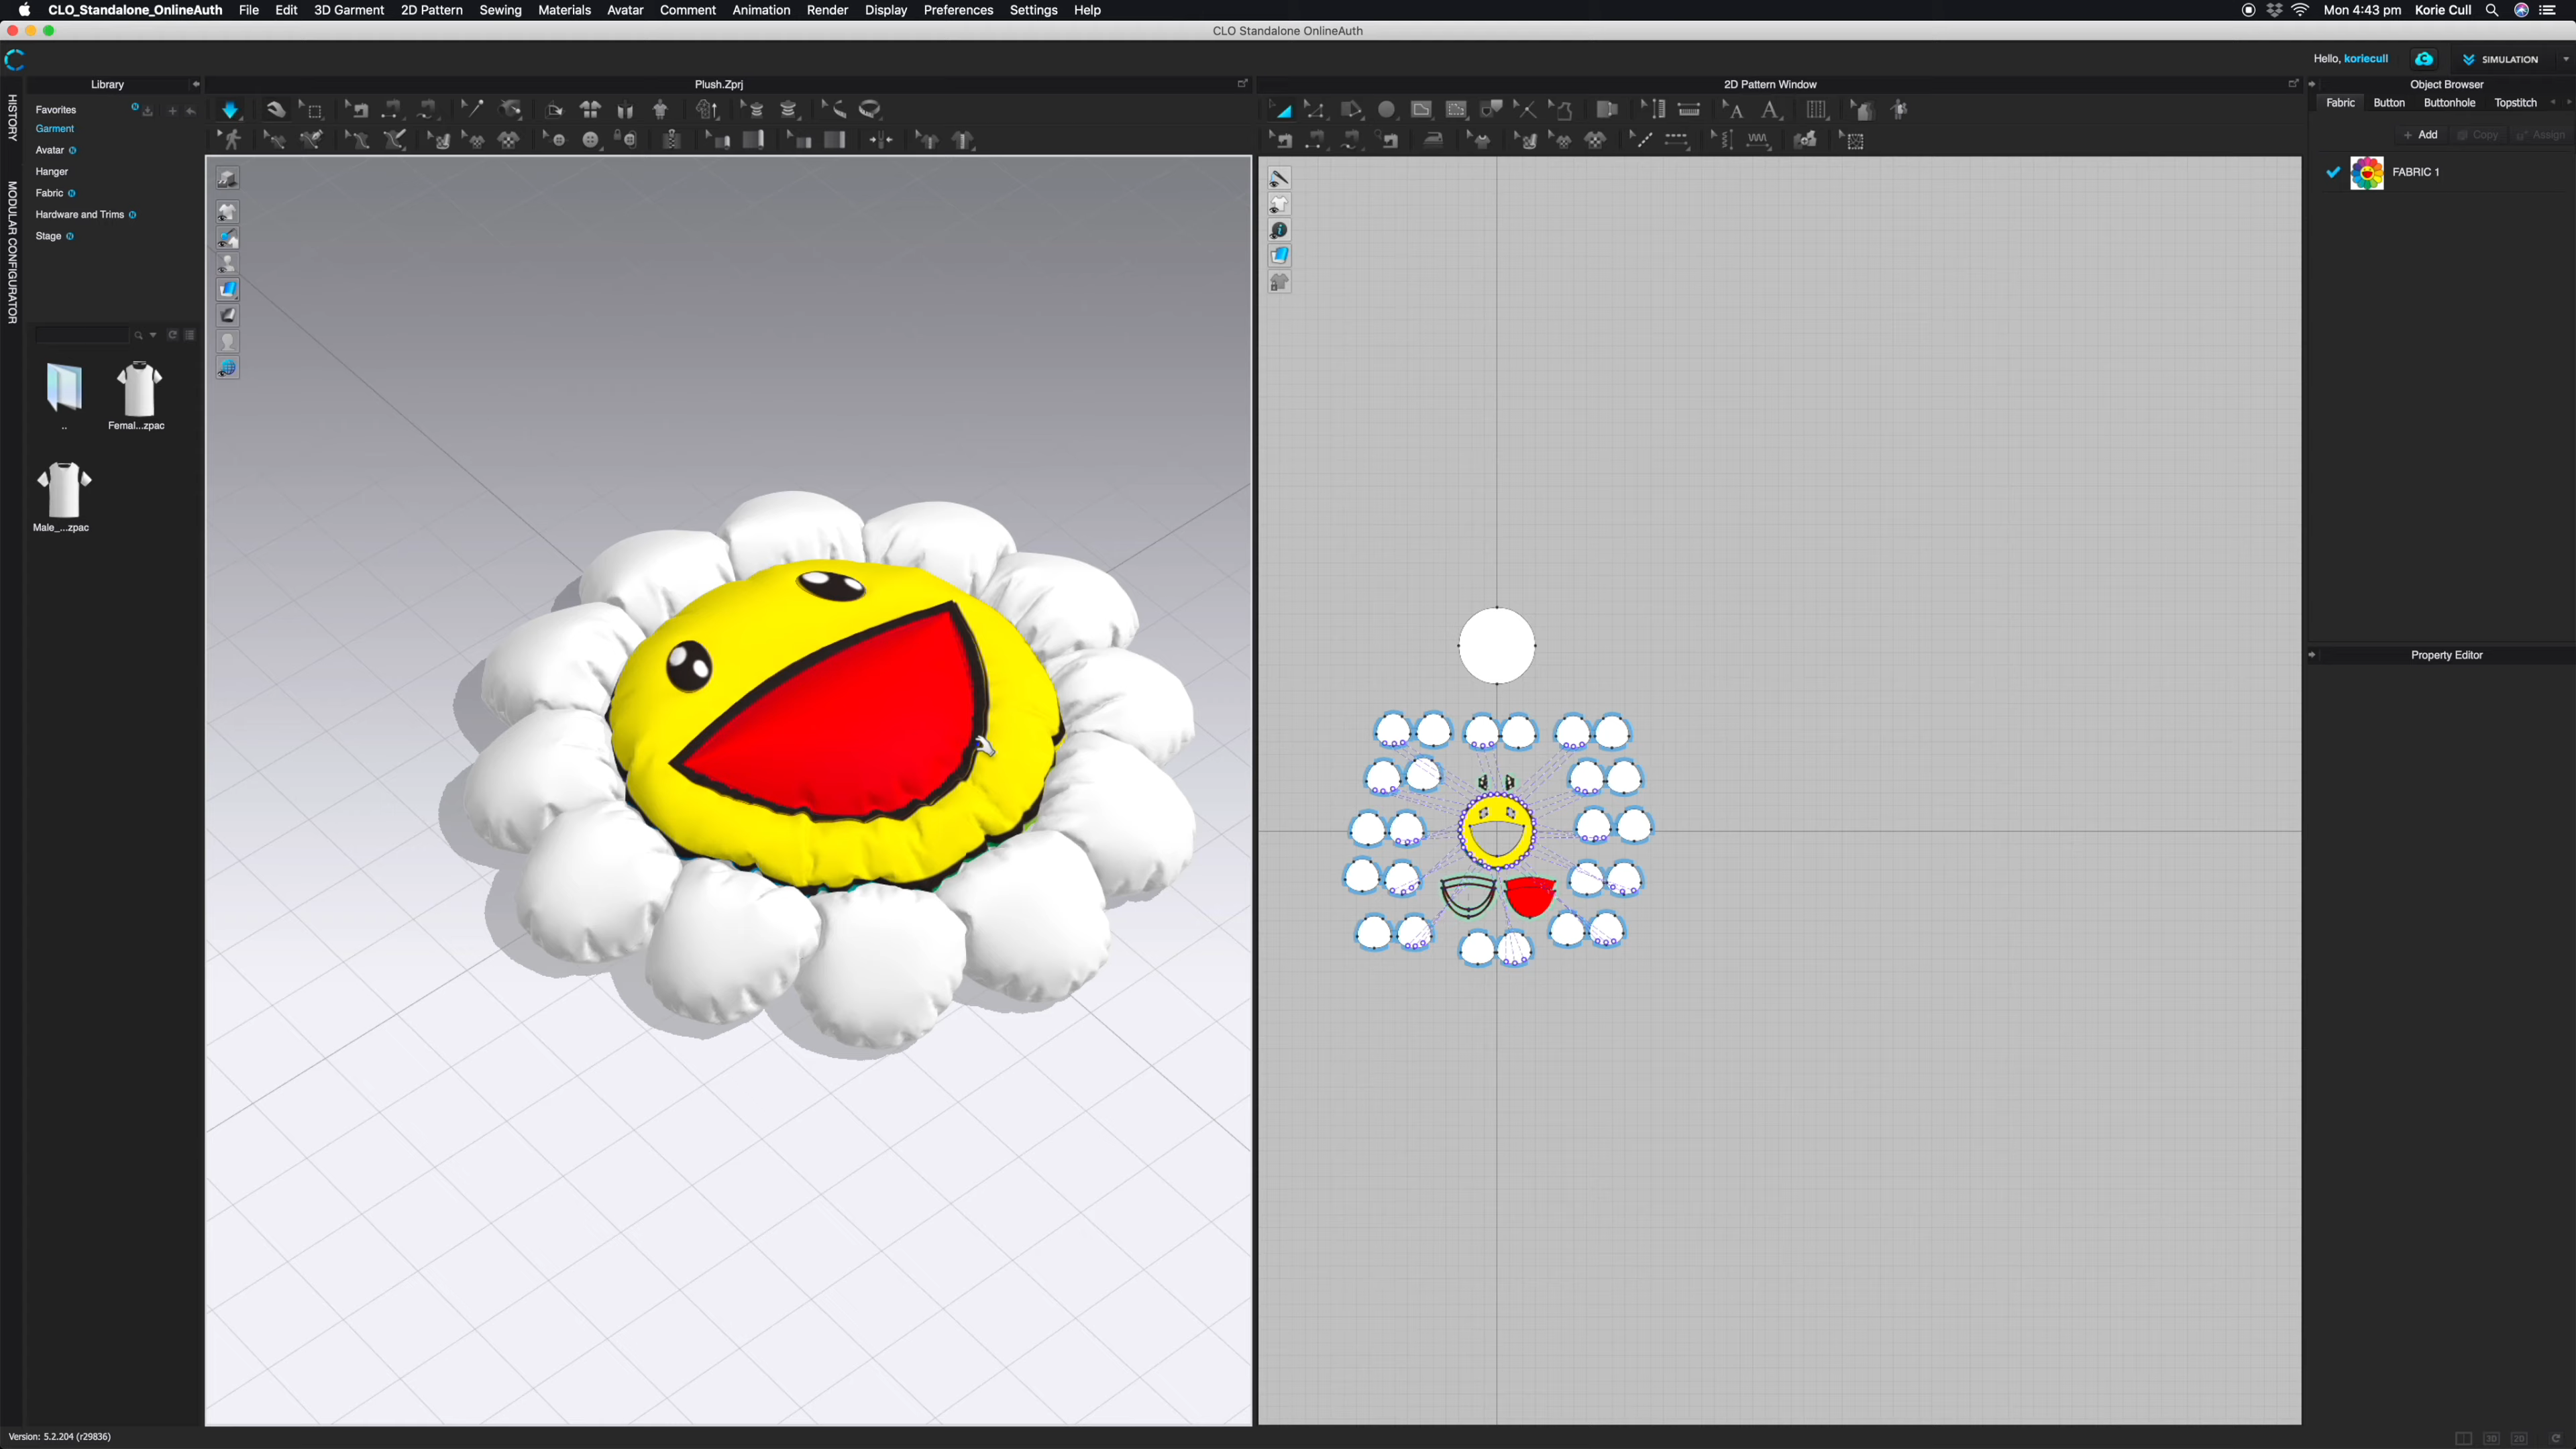 CLO_Standalone_OnlineAuth File Edit 3D Garment 2D Pattern Sewing Materials Avatar Comment Animation Render Display Preferences Settings Help Mon 4:43 pm Korie Cull
CLO Standalone OnlineAuth
Hello, koriecull SIMULATION
Library Plush.Zprj 2D Pattern Window Object Browser
HISTORY
MODULAR CONFIGURATOR
Favorites
Garment
Avatar
Hanger
Fabric
Hardware and Trims
Stage
..
Femal...zpac
Male_...zpac
Fabric Button Buttonhole Topstitch
+ Add Copy Assign
FABRIC 1
Property Editor
Version: 5.2.204 (r29836)
3D 2D